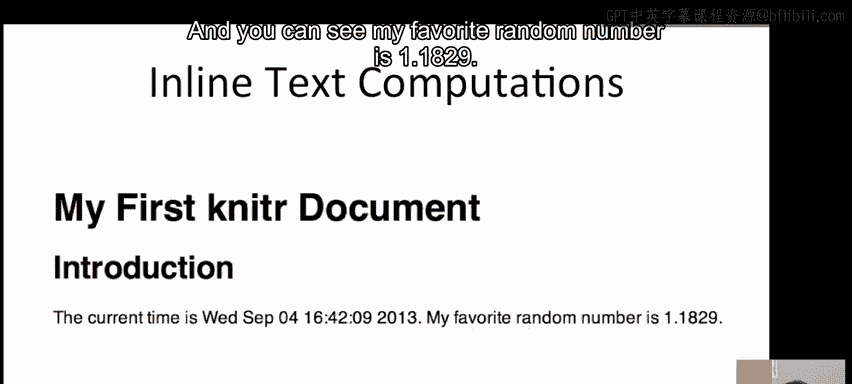 GPT中英字幕课程资源@bilibili.com
And you can see my favorite random number
is 1.1829.
Inline Text Computations
My First knitr Document
Introduction
The current time is Wed Sep 04 16:42:09 2013. My favorite random number is 1.1829.